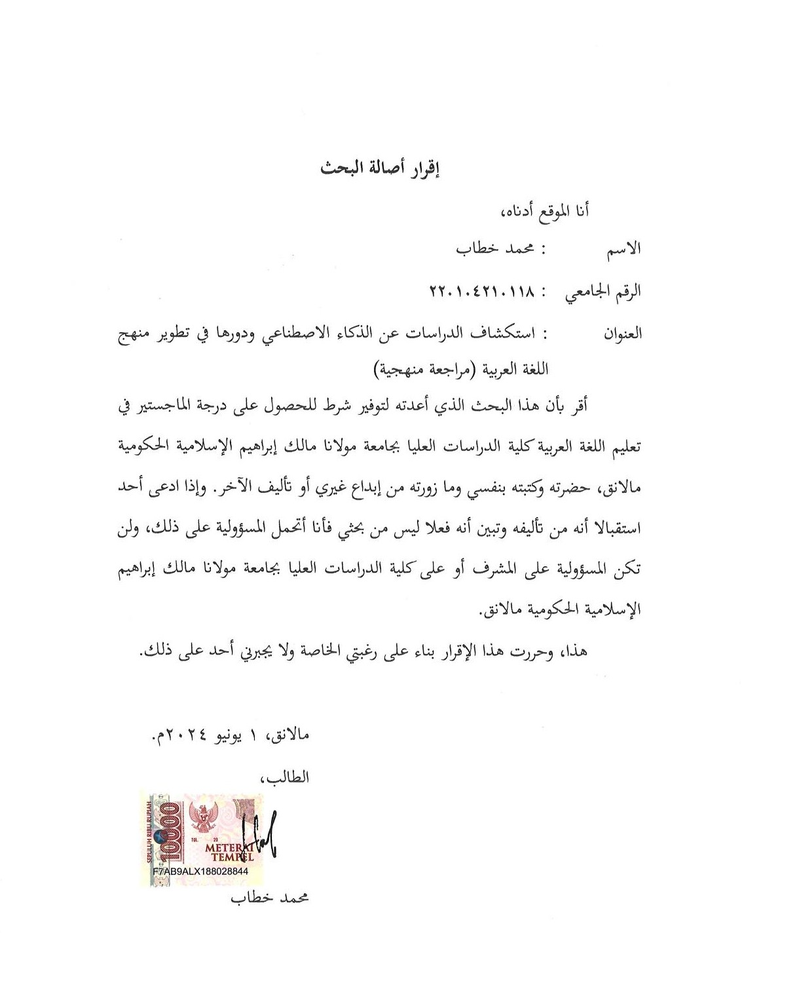 إقرار أصالة البحث
أنا الموقع أدناه،
الاسم : محمد خطاب
الرقم الجامعي : ٢٢٠١٠٤٢١٠١١٨
العنوان : استكشاف الدراسات عن الذكاء الاصطناعي ودورها في تطوير منهج
اللغة العربية (مراجعة منهجية)
أقر بأن هذا البحث الذي أعدته لتوفير شرط للحصول على درجة الماجستير في
تعليم اللغة العربية كلية الدراسات العليا بجامعة مولانا مالك إبراهيم الإسلامية الحكومية
مالانق، حضرته وكتبته بنفسي وما زورته من إبداع غيري أو تأليف الآخر. وإذا ادعى أحد
استقبالا أنه من تأليفه وتبين أنه فعلا ليس من بحثي فأنا أتحمل المسؤولية على ذلك، ولن
تكن المسؤولية على المشرف أو على كلية الدراسات العليا بجامعة مولانا مالك إبراهيم
الإسلامية الحكومية مالانق.
هذا، وحررت هذا الإقرار بناء على رغبتي الخاصة ولا يجبرني أحد على ذلك.
مالانق، ١ يونيو ٢٠٢٤م.
الطالب،
SEPULUH RIBU RUPIAH
10000
TGL. 20
METERAI
TEMPEL
F7AB9ALX188028844
محمد خطاب